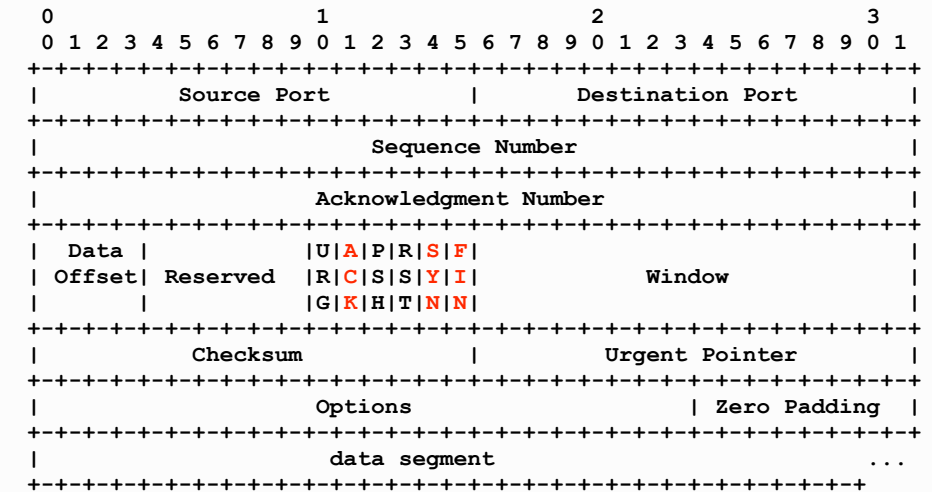 0                   1                   2                   3
 0 1 2 3 4 5 6 7 8 9 0 1 2 3 4 5 6 7 8 9 0 1 2 3 4 5 6 7 8 9 0 1
+-+-+-+-+-+-+-+-+-+-+-+-+-+-+-+-+-+-+-+-+-+-+-+-+-+-+-+-+-+-+-+-+
|          Source Port          |       Destination Port        |
+-+-+-+-+-+-+-+-+-+-+-+-+-+-+-+-+-+-+-+-+-+-+-+-+-+-+-+-+-+-+-+-+
|                        Sequence Number                        |
+-+-+-+-+-+-+-+-+-+-+-+-+-+-+-+-+-+-+-+-+-+-+-+-+-+-+-+-+-+-+-+-+
|                    Acknowledgment Number                      |
+-+-+-+-+-+-+-+-+-+-+-+-+-+-+-+-+-+-+-+-+-+-+-+-+-+-+-+-+-+-+-+-+
|  Data |           |U|A|P|R|S|F|                               |
| Offset| Reserved  |R|C|S|S|Y|I|            Window             |
|       |           |G|K|H|T|N|N|                               |
+-+-+-+-+-+-+-+-+-+-+-+-+-+-+-+-+-+-+-+-+-+-+-+-+-+-+-+-+-+-+-+-+
|           Checksum            |         Urgent Pointer        |
+-+-+-+-+-+-+-+-+-+-+-+-+-+-+-+-+-+-+-+-+-+-+-+-+-+-+-+-+-+-+-+-+
|                    Options                    | Zero Padding  |
+-+-+-+-+-+-+-+-+-+-+-+-+-+-+-+-+-+-+-+-+-+-+-+-+-+-+-+-+-+-+-+-+
|                     data segment                           ...
+-+-+-+-+-+-+-+-+-+-+-+-+-+-+-+-+-+-+-+-+-+-+-+-+-+-+-+-+-+-+